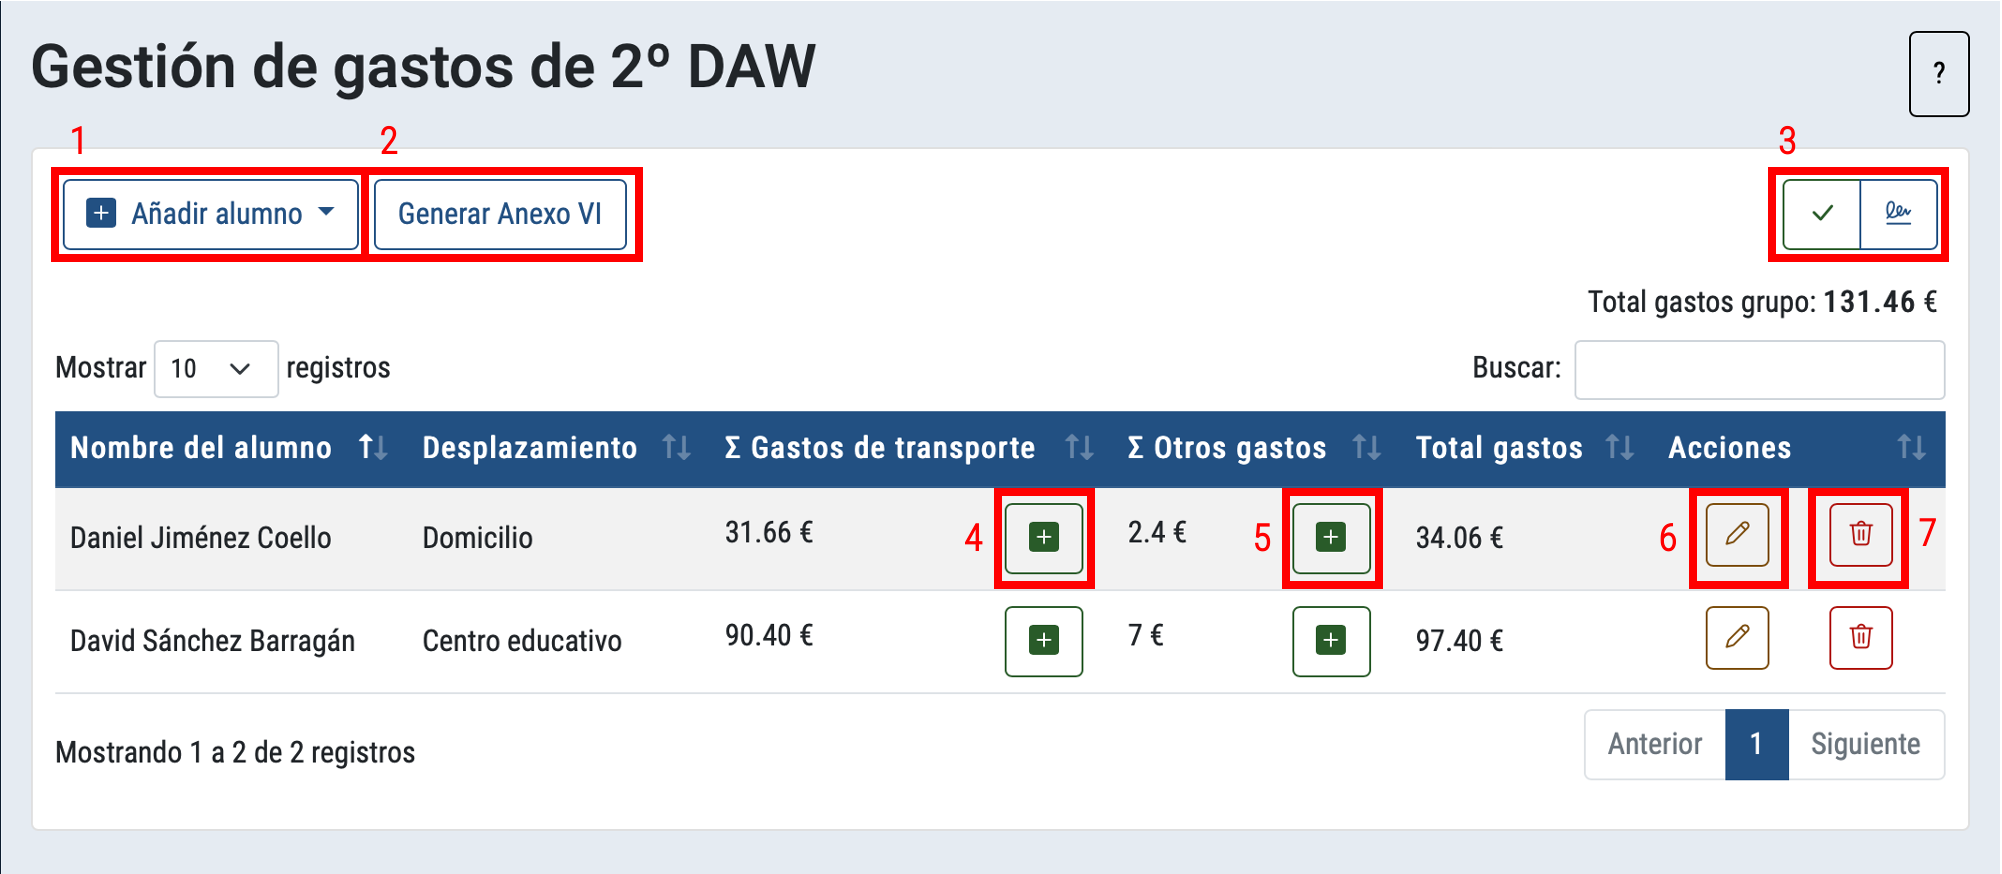 Gestión de gastos de 2º DAW
?
1 2 3
Añadir alumno Generar Anexo VI
Total gastos grupo: 131.46 €
Mostrar 10 registros Buscar:
Nombre del alumno Desplazamiento Σ Gastos de transporte Σ Otros gastos Total gastos Acciones
Daniel Jiménez Coello Domicilio 31.66 € 4 2.4 € 5 34.06 € 6 7
David Sánchez Barragán Centro educativo 90.40 € 7 € 97.40 €
Mostrando 1 a 2 de 2 registros Anterior 1 Siguiente